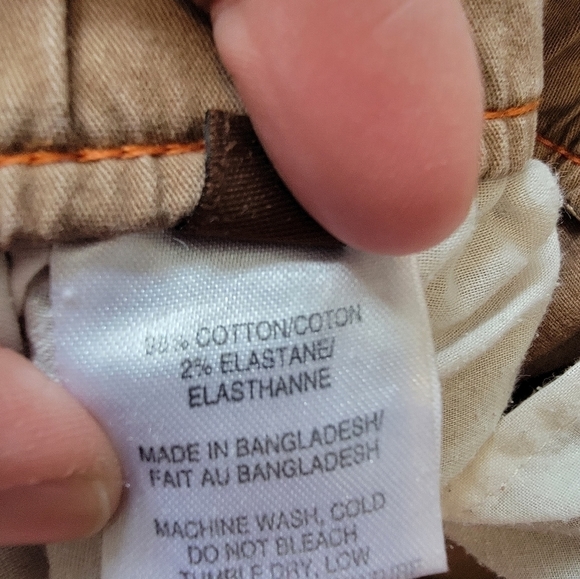 98% COTTON/COTON
2% ELASTANE/
ELASTHANNE
MADE IN BANGLADESH/
FAIT AU BANGLADESH
MACHINE WASH, COLD
DO NOT BLEACH
TUMBLE DRY, LOW